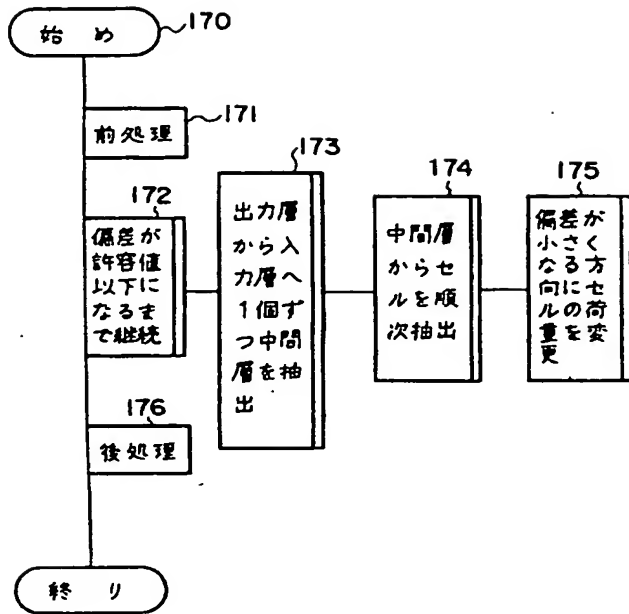 始め
170
前処理
171
172
偏差が
許容値
以下に
なるま
で継続
173
出力層
から入
力層へ
1個ず
つ中間
層を抽
出
174
中間層
からセ
ルを順
次抽出
175
偏差が
小さく
なる方
向にセ
ルの荷
重を変
更
176
後処理
終り